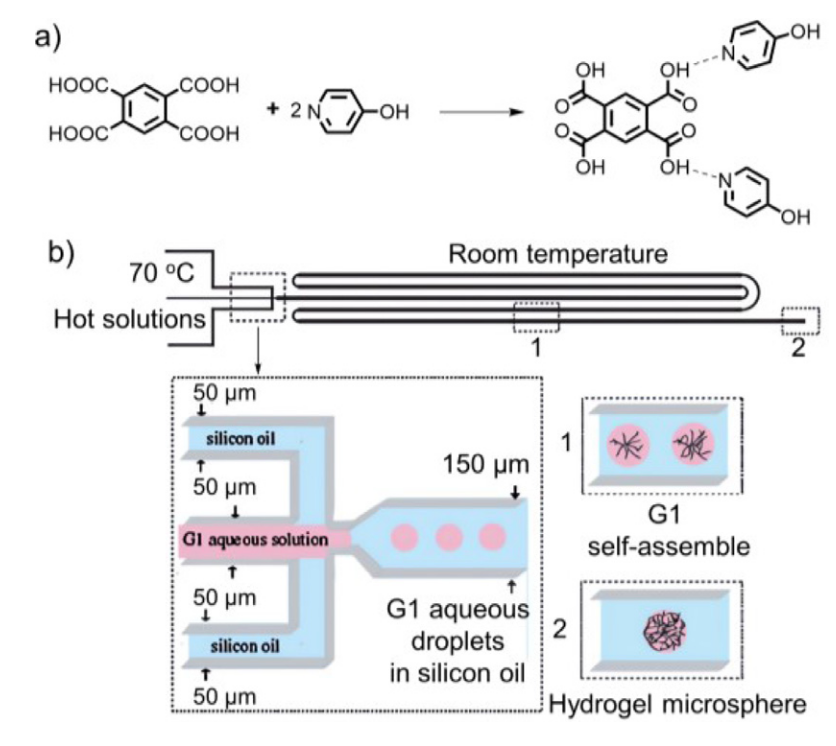 a)
HOOC
COOH
HOOC
COOH
+ 2 N
OH
OH
OH
O
O
O
O
OH
OH
N
OH
N
OH
b)
70 ºC
Hot solutions
Room temperature
1
2
50 µm
silicon oil
50 µm
G1 aqueous solution
50 µm
silicon oil
50 µm
150 µm
G1 aqueous
droplets
in silicon oil
1
G1
self-assemble
2
Hydrogel microsphere